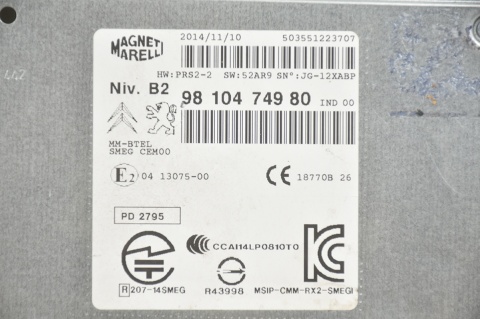 MAGNETI
MARELLI
2014/11/10 503551223707
HW:PRS2-2 SW:52AR9 SN°:JG-12XABP
Niv. B2 98 104 749 80 IND 00
MM-BTEL
SMEG CEM00
E2 04 13075-00 CE 18770B 26
PD 2795
CCAI14LP0810T0
R 207-14SMEG R43998 MSIP-CMM-RX2-SMEGI